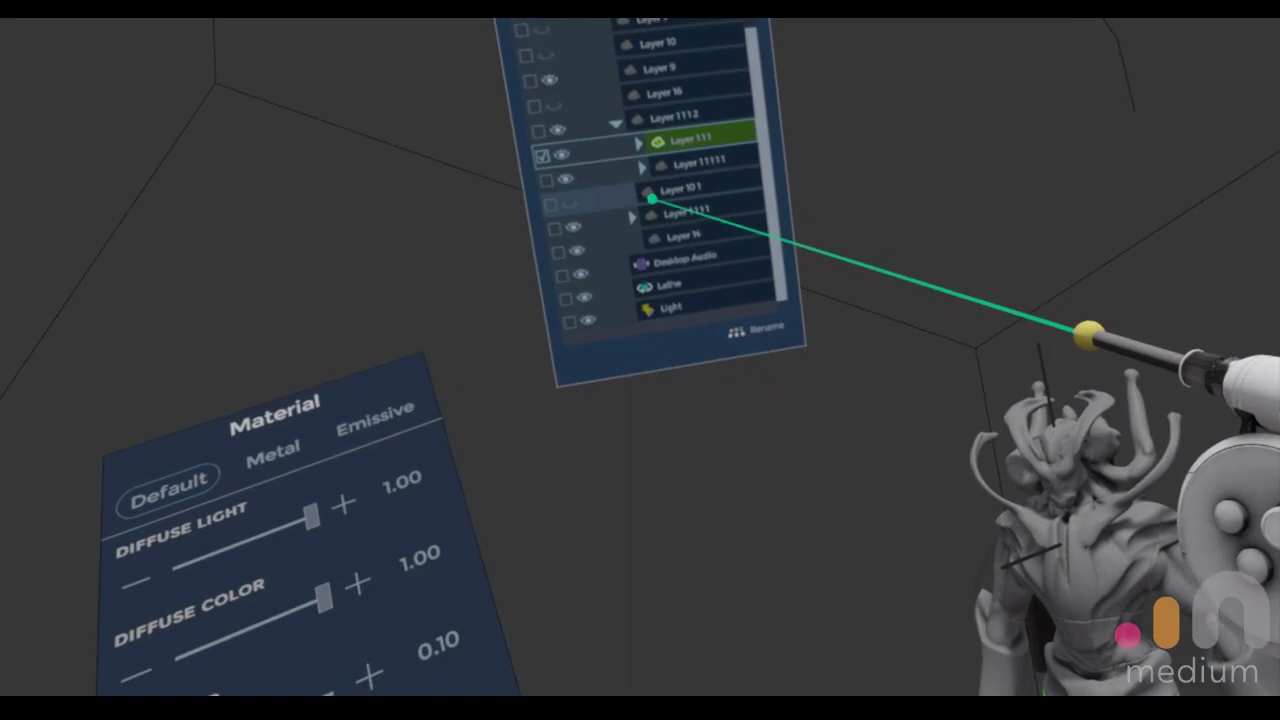 Layer 10
Layer 9
Layer 16
Layer 1112
Layer 111
Layer 11111
Layer 10 1
Layer 1111
Layer 14
Desktop Audio
Lathe
Light
Rename
Material
Default
Metal
Emissive
DIFFUSE LIGHT
1.00
DIFFUSE COLOR
1.00
0.10
medium